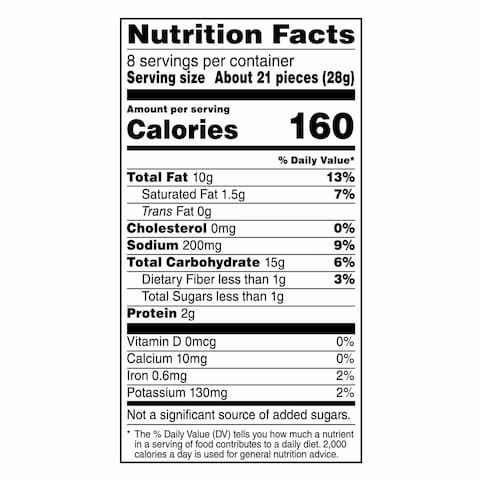 Nutrition Facts
8 servings per container
Serving size About 21 pieces (28g)
Amount per serving
Calories 160
% Daily Value*
Total Fat 10g 13%
Saturated Fat 1.5g 7%
Trans Fat 0g
Cholesterol 0mg 0%
Sodium 200mg 9%
Total Carbohydrate 15g 6%
Dietary Fiber less than 1g 3%
Total Sugars less than 1g
Protein 2g
Vitamin D 0mcg 0%
Calcium 10mg 0%
Iron 0.6mg 2%
Potassium 130mg 2%
Not a significant source of added sugars.
* The % Daily Value (DV) tells you how much a nutrient
in a serving of food contributes to a daily diet. 2,000
calories a day is used for general nutrition advice.